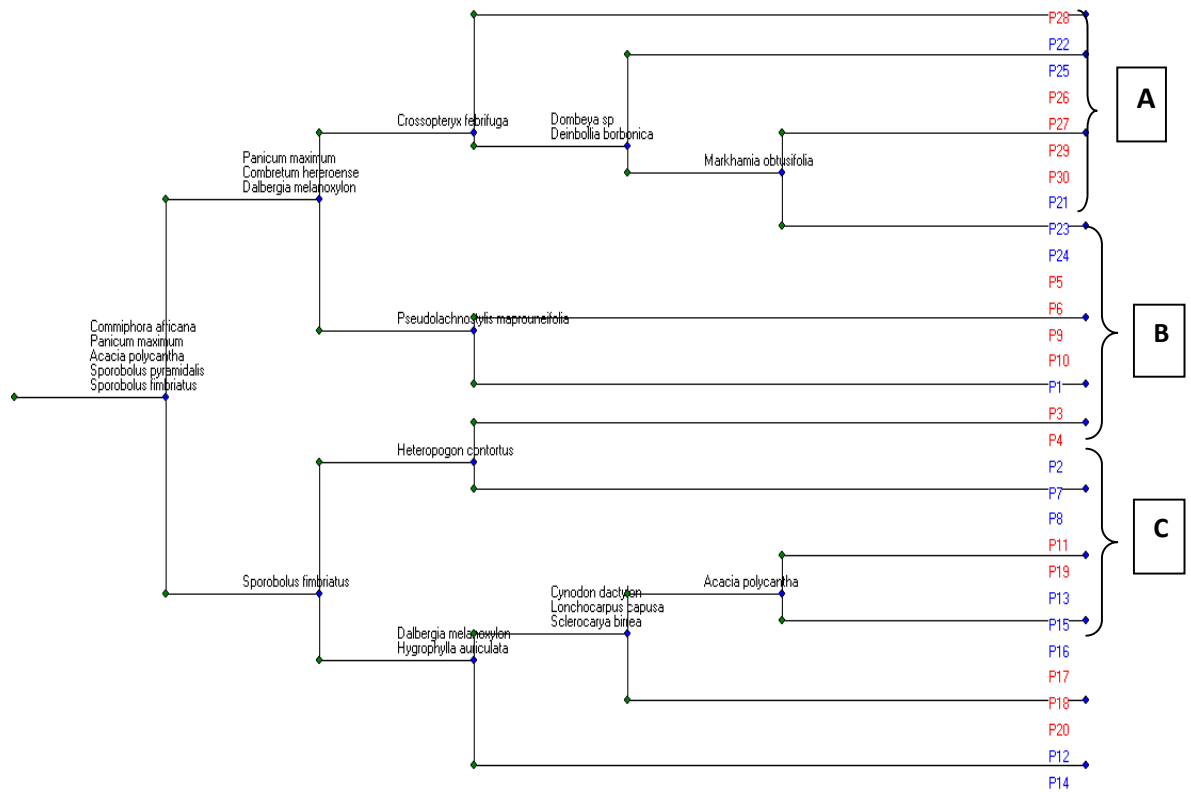 P28
P22
P25
P26
P27
P29
P30
P21
P23
P24
P5
P6
P9
P10
P1
P3
P4
P2
P7
P8
P11
P19
P13
P15
P16
P17
P18
P20
P12
P14
A
B
C
Crossopteryx febrifuga
Dombeya sp
Deinbollia borbonica
Markhamia obtusifolia
Panicum maximum
Combretum hereroense
Dalbergia melanoxylon
Pseudolachnostylis maprouneifolia
Commiphora africana
Panicum maximum
Acacia polycantha
Sporobolus pyramidalis
Sporobolus fimbriatus
Heteropogon contortus
Sporobolus fimbriatus
Cynodon dactylon
Lonchocarpus capusa
Sclerocarya birrea
Acacia polycantha
Dalbergia melanoxylon
Hygrophylla auriculata